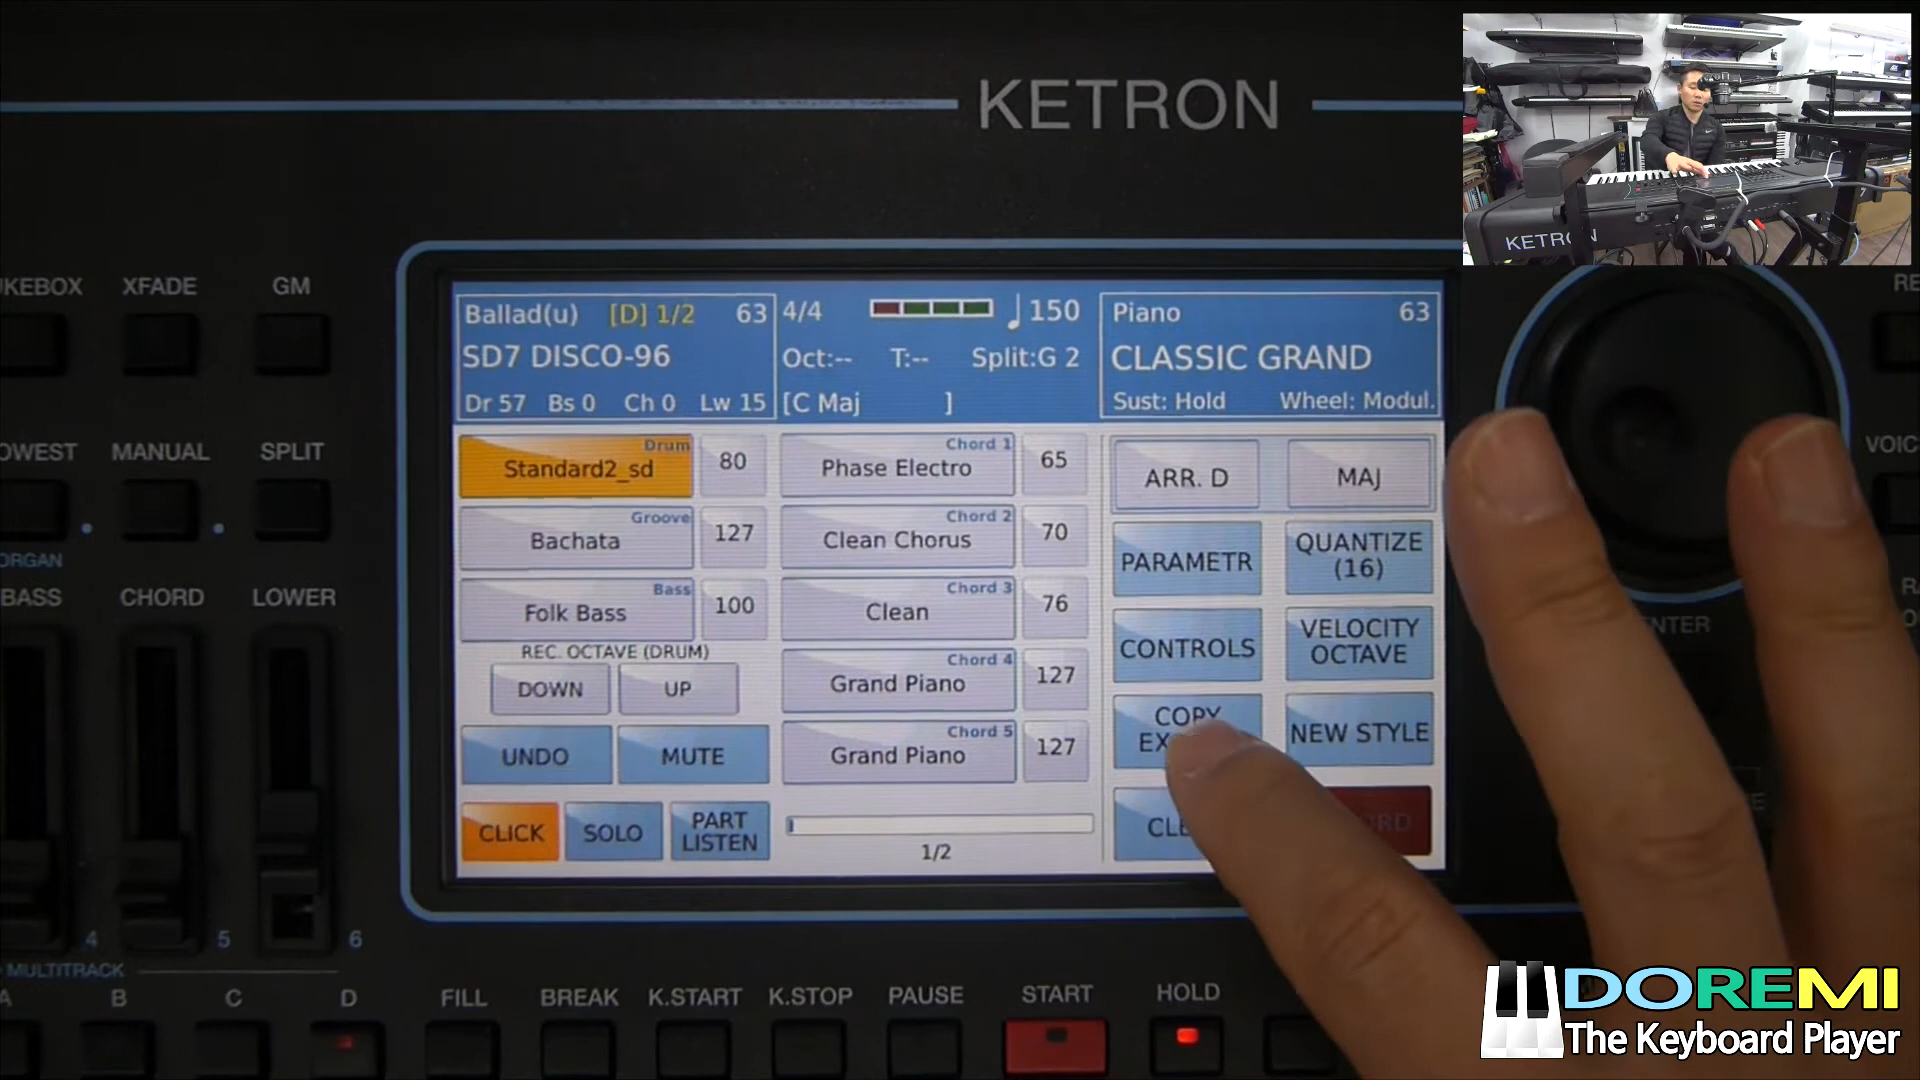 KETRON
KETRON
XFADE
GM
MANUAL
SPLIT
CHORD
LOWER
BASS
4
5
6
MULTITRACK
A
B
C
D
Ballad(u) [D] 1/2 63
SD7 DISCO-96
Dr 57 Bs 0 Ch 0 Lw 15
4/4 150
Oct:-- T:-- Split:G 2
[C Maj ]
Piano 63
CLASSIC GRAND
Sust: Hold Wheel: Modul.
Drum
Standard2_sd 80
Groove
Bachata 127
Bass
Folk Bass 100
REC. OCTAVE (DRUM)
DOWN UP
UNDO MUTE
CLICK SOLO PART LISTEN
Chord 1
Phase Electro 65
Chord 2
Clean Chorus 70
Chord 3
Clean 76
Chord 4
Grand Piano 127
Chord 5
Grand Piano 127
1/2
ARR. D MAJ
PARAMETR QUANTIZE
(16)
CONTROLS VELOCITY
OCTAVE
COPY
NEW STYLE
FILL BREAK K.START K.STOP PAUSE START HOLD
DOREMI
The Keyboard Player